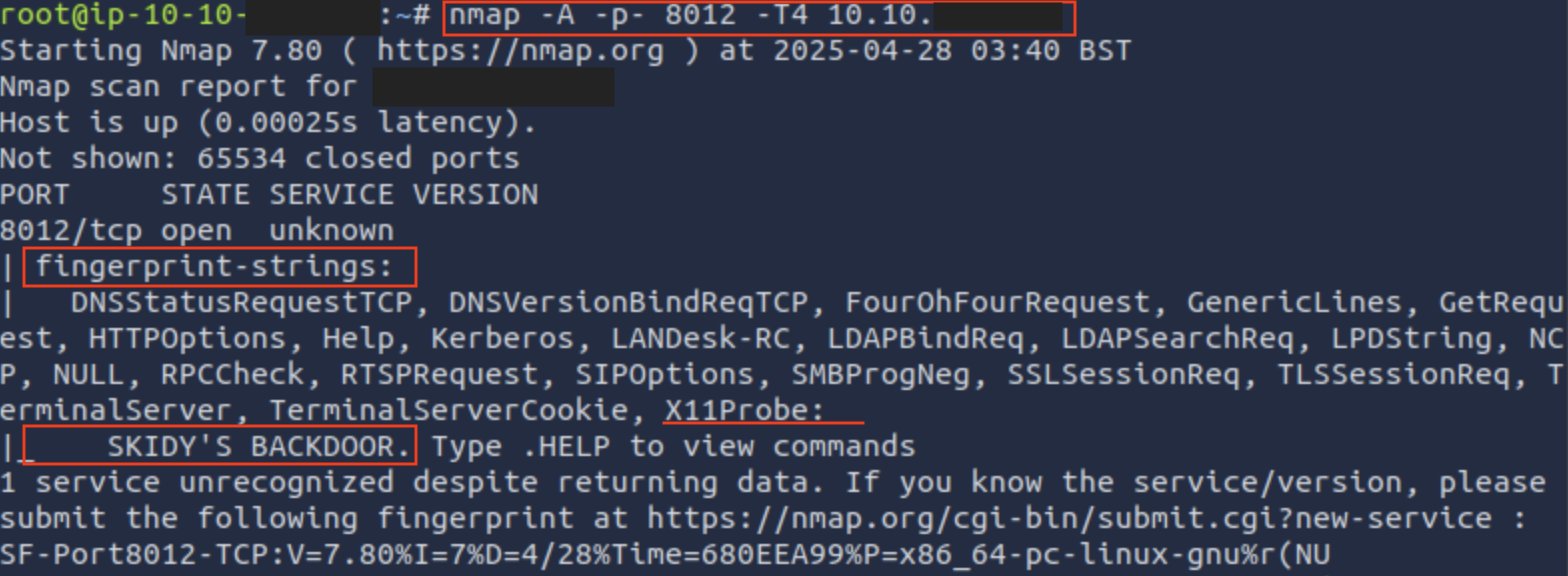 root@ip-10-10- :~# nmap -A -p- 8012 -T4 10.10.
Starting Nmap 7.80 ( https://nmap.org ) at 2025-04-28 03:40 BST
Nmap scan report for
Host is up (0.00025s latency).
Not shown: 65534 closed ports
PORT     STATE SERVICE VERSION
8012/tcp open  unknown
| fingerprint-strings:
|   DNSStatusRequestTCP, DNSVersionBindReqTCP, FourOhFourRequest, GenericLines, GetRequ
est, HTTPOptions, Help, Kerberos, LANDesk-RC, LDAPBindReq, LDAPSearchReq, LPDString, NC
P, NULL, RPCCheck, RTSPRequest, SIPOptions, SMBProgNeg, SSLSessionReq, TLSSessionReq, T
erminalServer, TerminalServerCookie, X11Probe:
|_    SKIDY'S BACKDOOR. Type .HELP to view commands
1 service unrecognized despite returning data. If you know the service/version, please
submit the following fingerprint at https://nmap.org/cgi-bin/submit.cgi?new-service :
SF-Port8012-TCP:V=7.80%I=7%D=4/28%Time=680EEA99%P=x86_64-pc-linux-gnu%r(NU